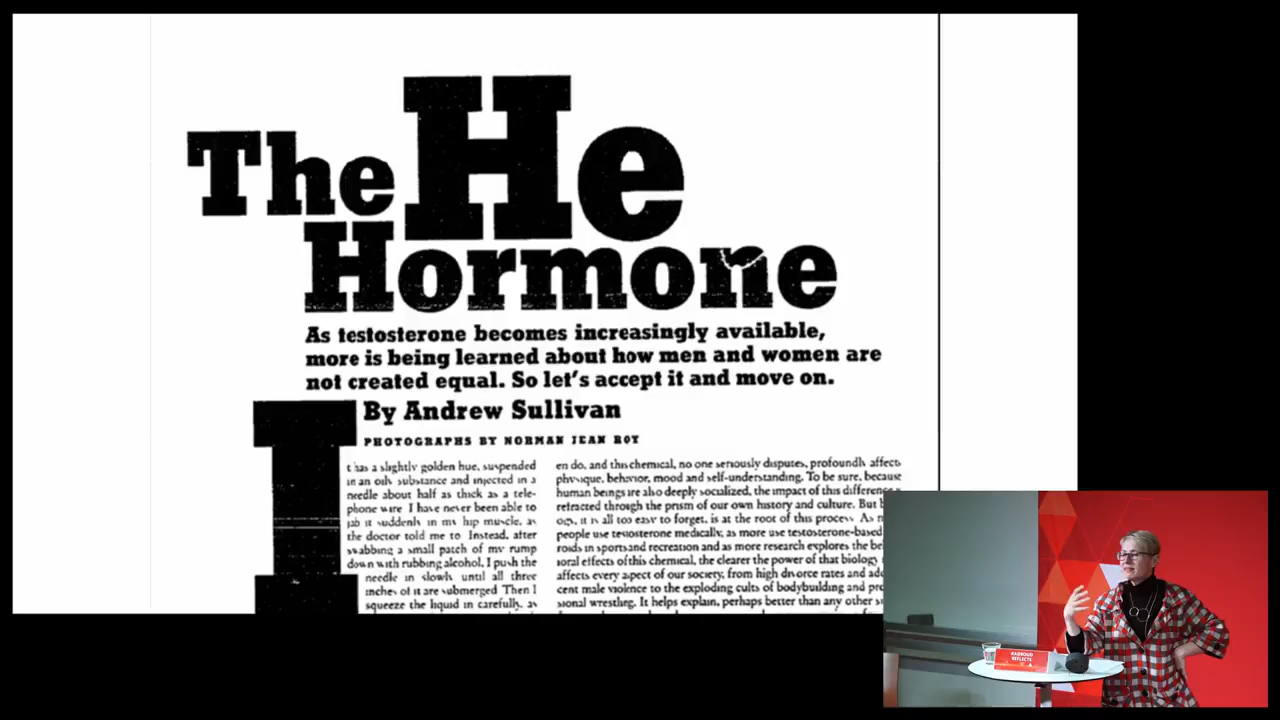 The He
Hormone
As testosterone becomes increasingly available,
more is being learned about how men and women are
not created equal. So let's accept it and move on.
By Andrew Sullivan
PHOTOGRAPHS BY NORMAN JEAN ROY
It has a slightly golden hue, suspended
in an oily substance and injected in a
needle about half as thick as a tele-
phone wire. I have never been able to
jab it suddenly in my hip muscle, as
the doctor told me to. Instead, after
swabbing a small patch of my rump
down with rubbing alcohol, I push the
needle in slowly until all three
inches of it are submerged. Then I
squeeze the liquid in carefully, as
en do, and this chemical, no one seriously disputes, profoundly affects
physique, behavior, mood and self-understanding. To be sure, because
human beings are also deeply socialized, the impact of this difference
refracted through the prism of our own history and culture. But
it is all too easy to forget, is at the root of this process. As
people use testosterone medically, as more use testosterone-based
roids in sports and recreation and as more research explores the
ioral effects of this chemical, the clearer the power of that biology
affects every aspect of our society, from high divorce rates and
cent male violence to the exploding cults of bodybuilding and
sional wrestling. It helps explain, perhaps better than any other
RADBOUD
REFLECTS